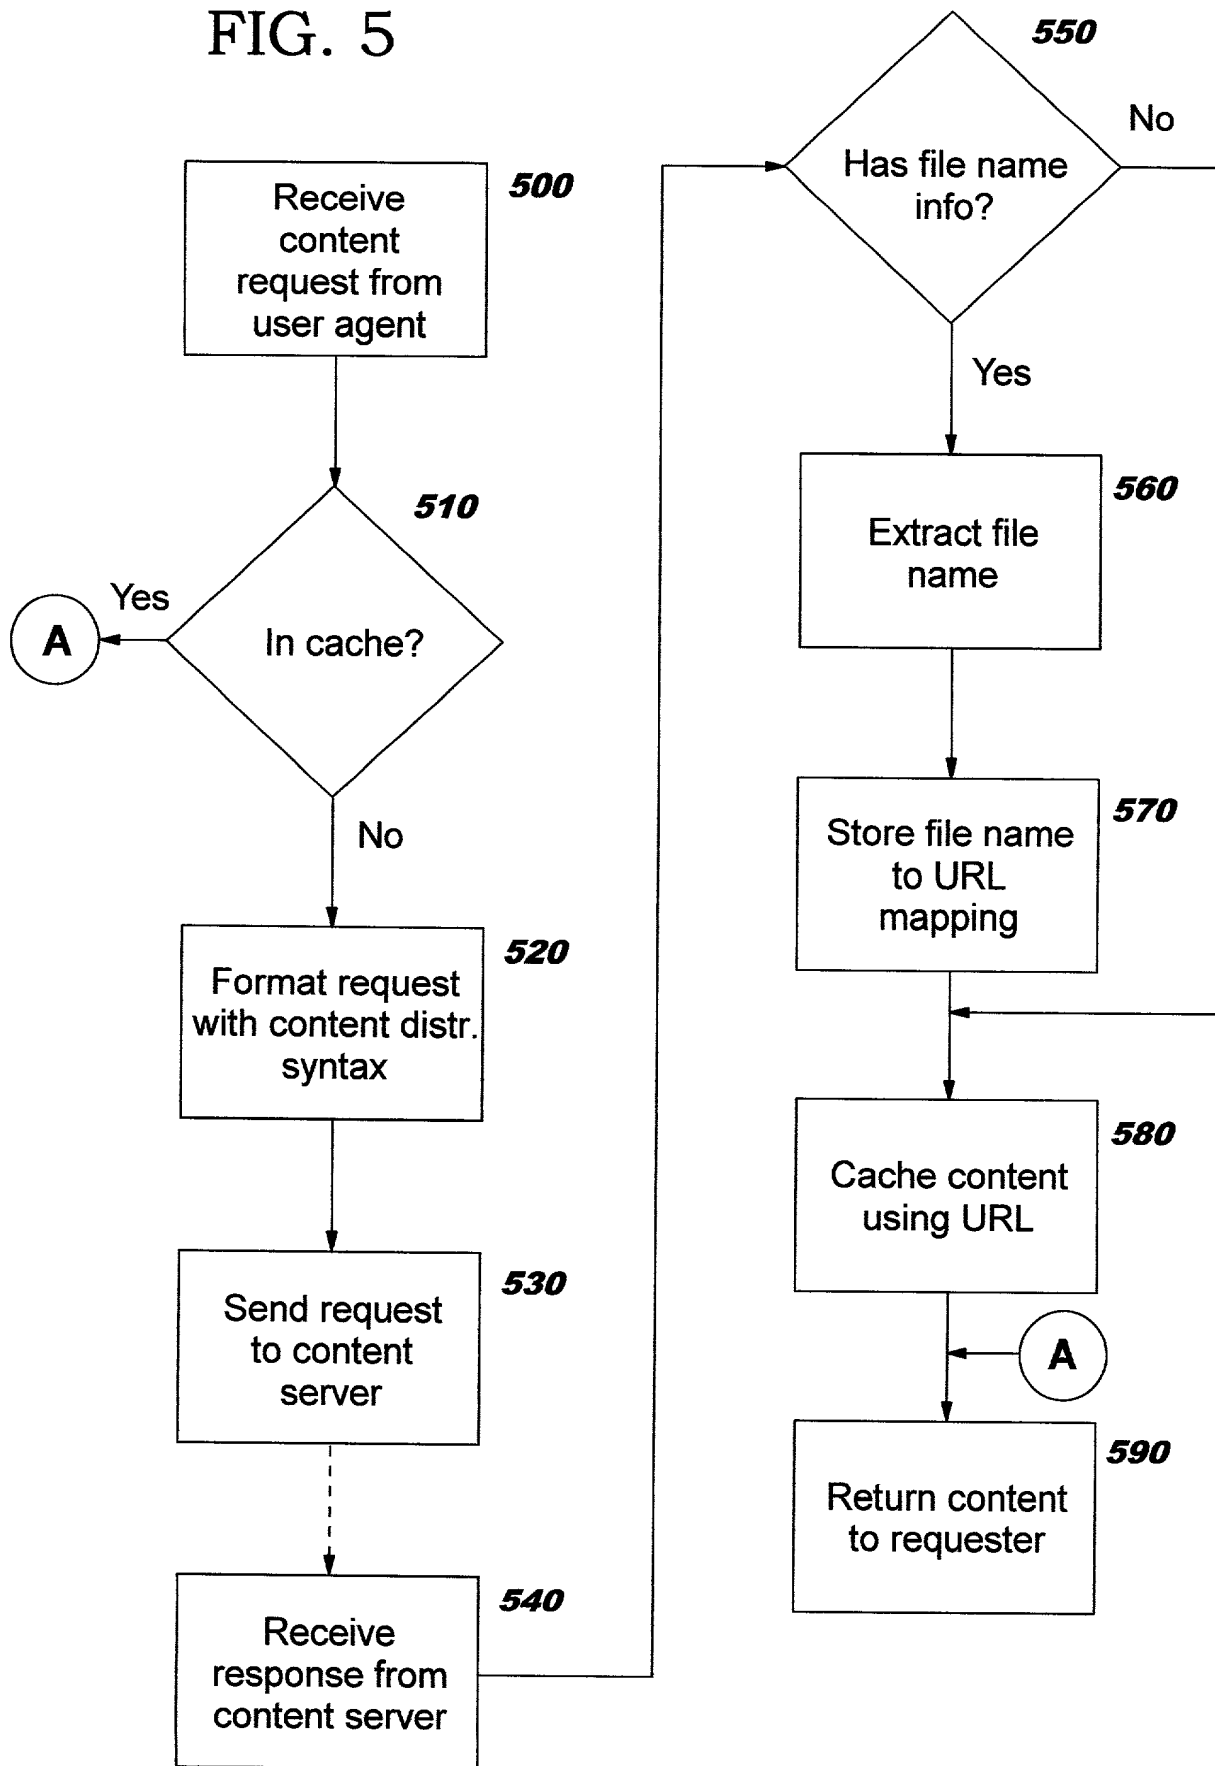 FIG. 5
500
Receive
content
request from
user agent
510
Yes
A
In cache?
No
520
Format request
with content distr.
syntax
530
Send request
to content
server
540
Receive
response from
content server
550
No
Has file name
info?
Yes
560
Extract file
name
570
Store file name
to URL
mapping
580
Cache content
using URL
A
590
Return content
to requester